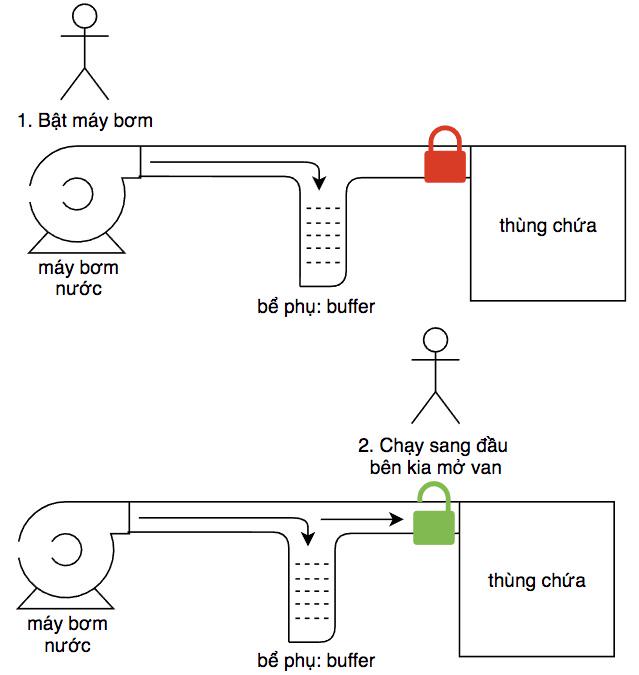 1. Bật máy bơm
thùng chứa
máy bơm
nước
bể phụ: buffer
2. Chạy sang đầu
bên kia mở van
thùng chứa
máy bơm
nước
bể phụ: buffer